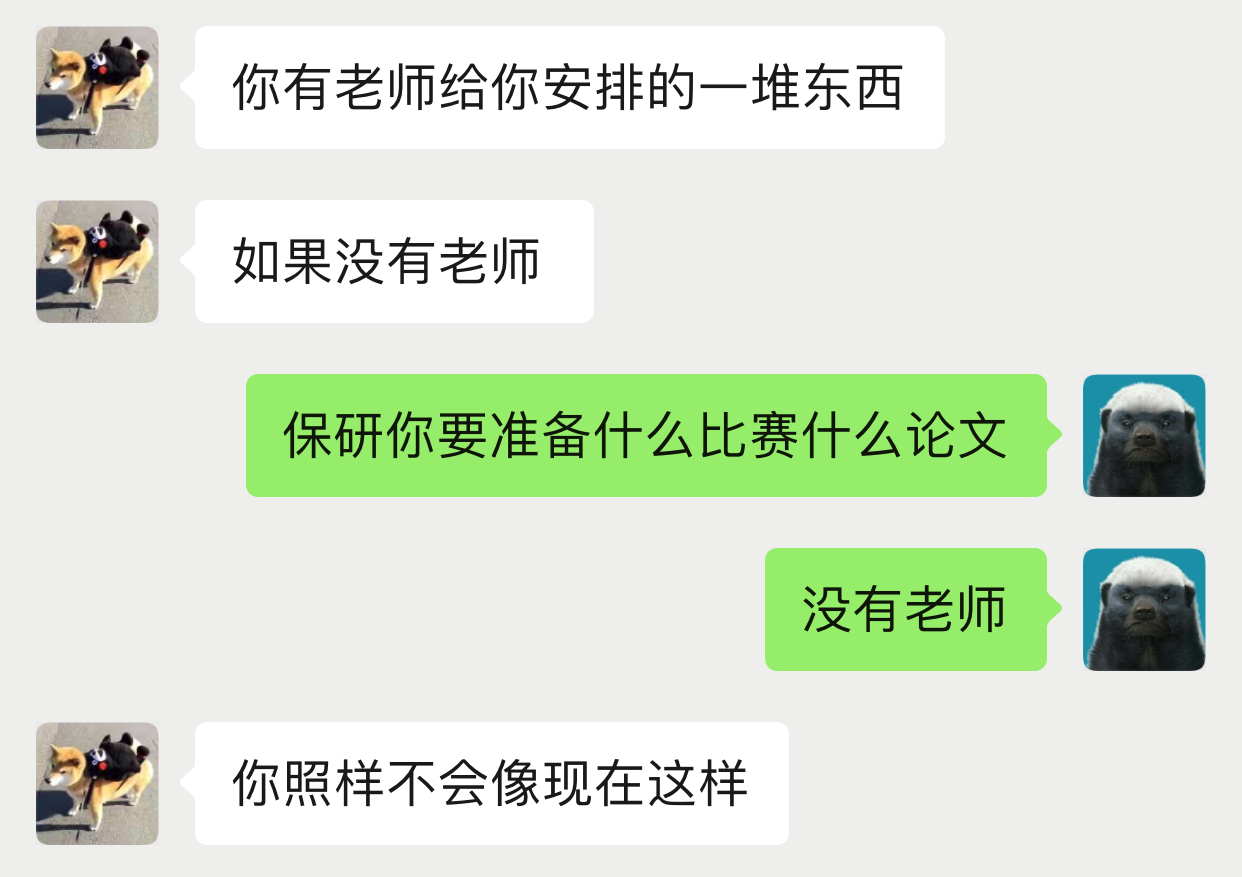 你有老师给你安排的一堆东西
如果没有老师
保研你要准备什么比赛什么论文
没有老师
你照样不会像现在这样